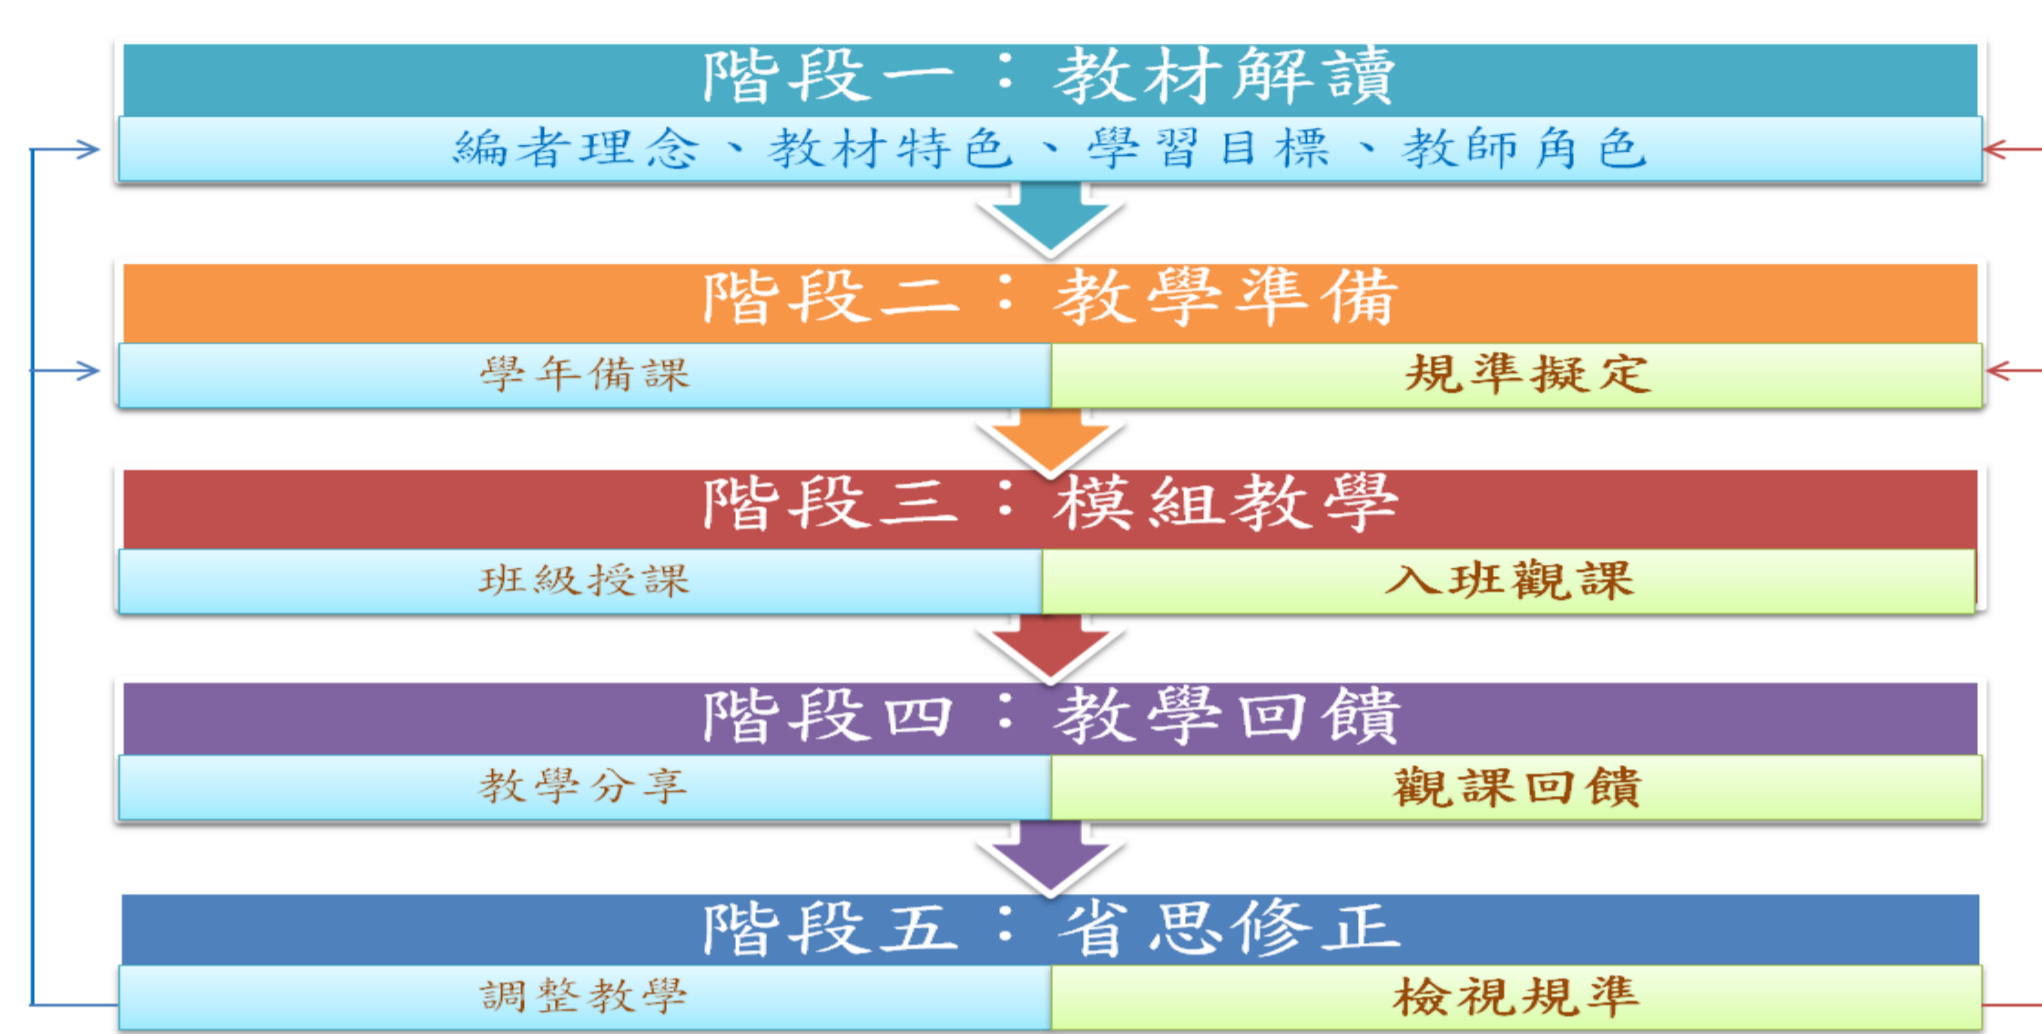 階段一：教材解讀
編者理念、教材特色、學習目標、教師角色
階段二：教學準備
學年備課
規準擬定
階段三：模組教學
班級授課
入班觀課
階段四：教學回饋
教學分享
觀課回饋
階段五：省思修正
調整教學
檢視規準